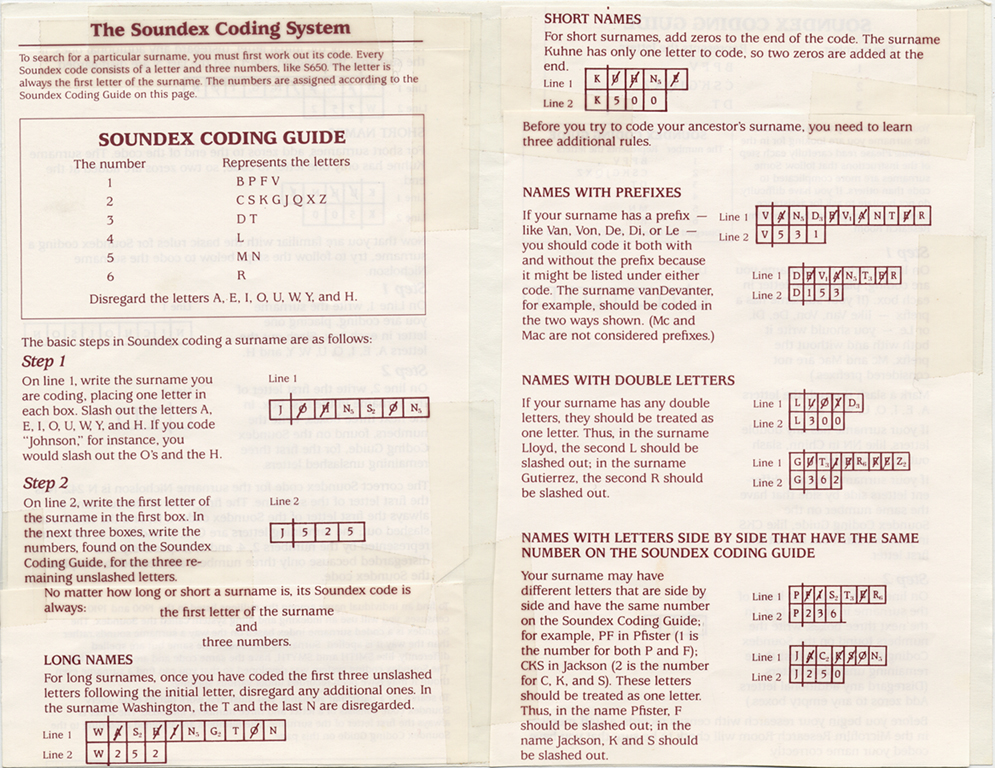 The Soundex Coding System
To search for a particular surname, you must first work out its code. Every
Soundex code consists of a letter and three numbers, like S650. The letter is
always the first letter of the surname. The numbers are assigned according to the
Soundex Coding Guide on this page.
SOUNDEX CODING GUIDE
The number Represents the letters
1 B P F V
2 C S K G J Q X Z
3 D T
4 L
5 M N
6 R
Disregard the letters A, E, I, O, U, W, Y, and H.
The basic steps in Soundex coding a surname are as follows:
Step 1
On line 1, write the surname you
are coding, placing one letter in
each box. Slash out the letters A,
E, I, O, U, W, Y, and H. If you code
"Johnson," for instance, you
would slash out the O's and the H.
Line 1
J O H N5 S2 O N5
Step 2
On line 2, write the first letter of
the surname in the first box. In
the next three boxes, write the
numbers, found on the Soundex
Coding Guide, for the three re-
maining unslashed letters.
Line 2
J 5 2 5
No matter how long or short a surname is, its Soundex code is
always:
the first letter of the surname
and
three numbers.
LONG NAMES
For long surnames, once you have coded the first three unslashed
letters following the initial letter, disregard any additional ones. In
the surname Washington, the T and the last N are disregarded.
Line 1 W A S2 H I N5 G2 T O N
Line 2 W 2 5 2
SHORT NAMES
For short surnames, add zeros to the end of the code. The surname
Kuhne has only one letter to code, so two zeros are added at the
end.
Line 1 K U H N5 E
Line 2 K 5 0 0
Before you try to code your ancestor's surname, you need to learn
three additional rules.
NAMES WITH PREFIXES
If your surname has a prefix —
like Van, Von, De, Di, or Le —
you should code it both with
and without the prefix because
it might be listed under either
code. The surname vanDevanter,
for example, should be coded in
the two ways shown. (Mc and
Mac are not considered prefixes.)
Line 1 V A N5 D3 E V1 A N T E R
Line 2 V 5 3 1
Line 1 D E V1 A N5 T3 E R
Line 2 D 1 5 3
NAMES WITH DOUBLE LETTERS
If your surname has any double
letters, they should be treated as
one letter. Thus, in the surname
Lloyd, the second L should be
slashed out; in the surname
Gutierrez, the second R should
be slashed out.
Line 1 L L O Y D3
Line 2 L 3 0 0
Line 1 G U T3 I E R6 R E Z2
Line 2 G 3 6 2
NAMES WITH LETTERS SIDE BY SIDE THAT HAVE THE SAME
NUMBER ON THE SOUNDEX CODING GUIDE
Your surname may have
different letters that are side by
side and have the same number
on the Soundex Coding Guide;
for example, PF in Pfister (1 is
the number for both P and F);
CKS in Jackson (2 is the number
for C, K, and S). These letters
should be treated as one letter.
Thus, in the name Pfister, F
should be slashed out; in the
name Jackson, K and S should
be slashed out.
Line 1 P F I S2 T3 E R6
Line 2 P 2 3 6
Line 1 J A C2 K S O N5
Line 2 J 2 5 0